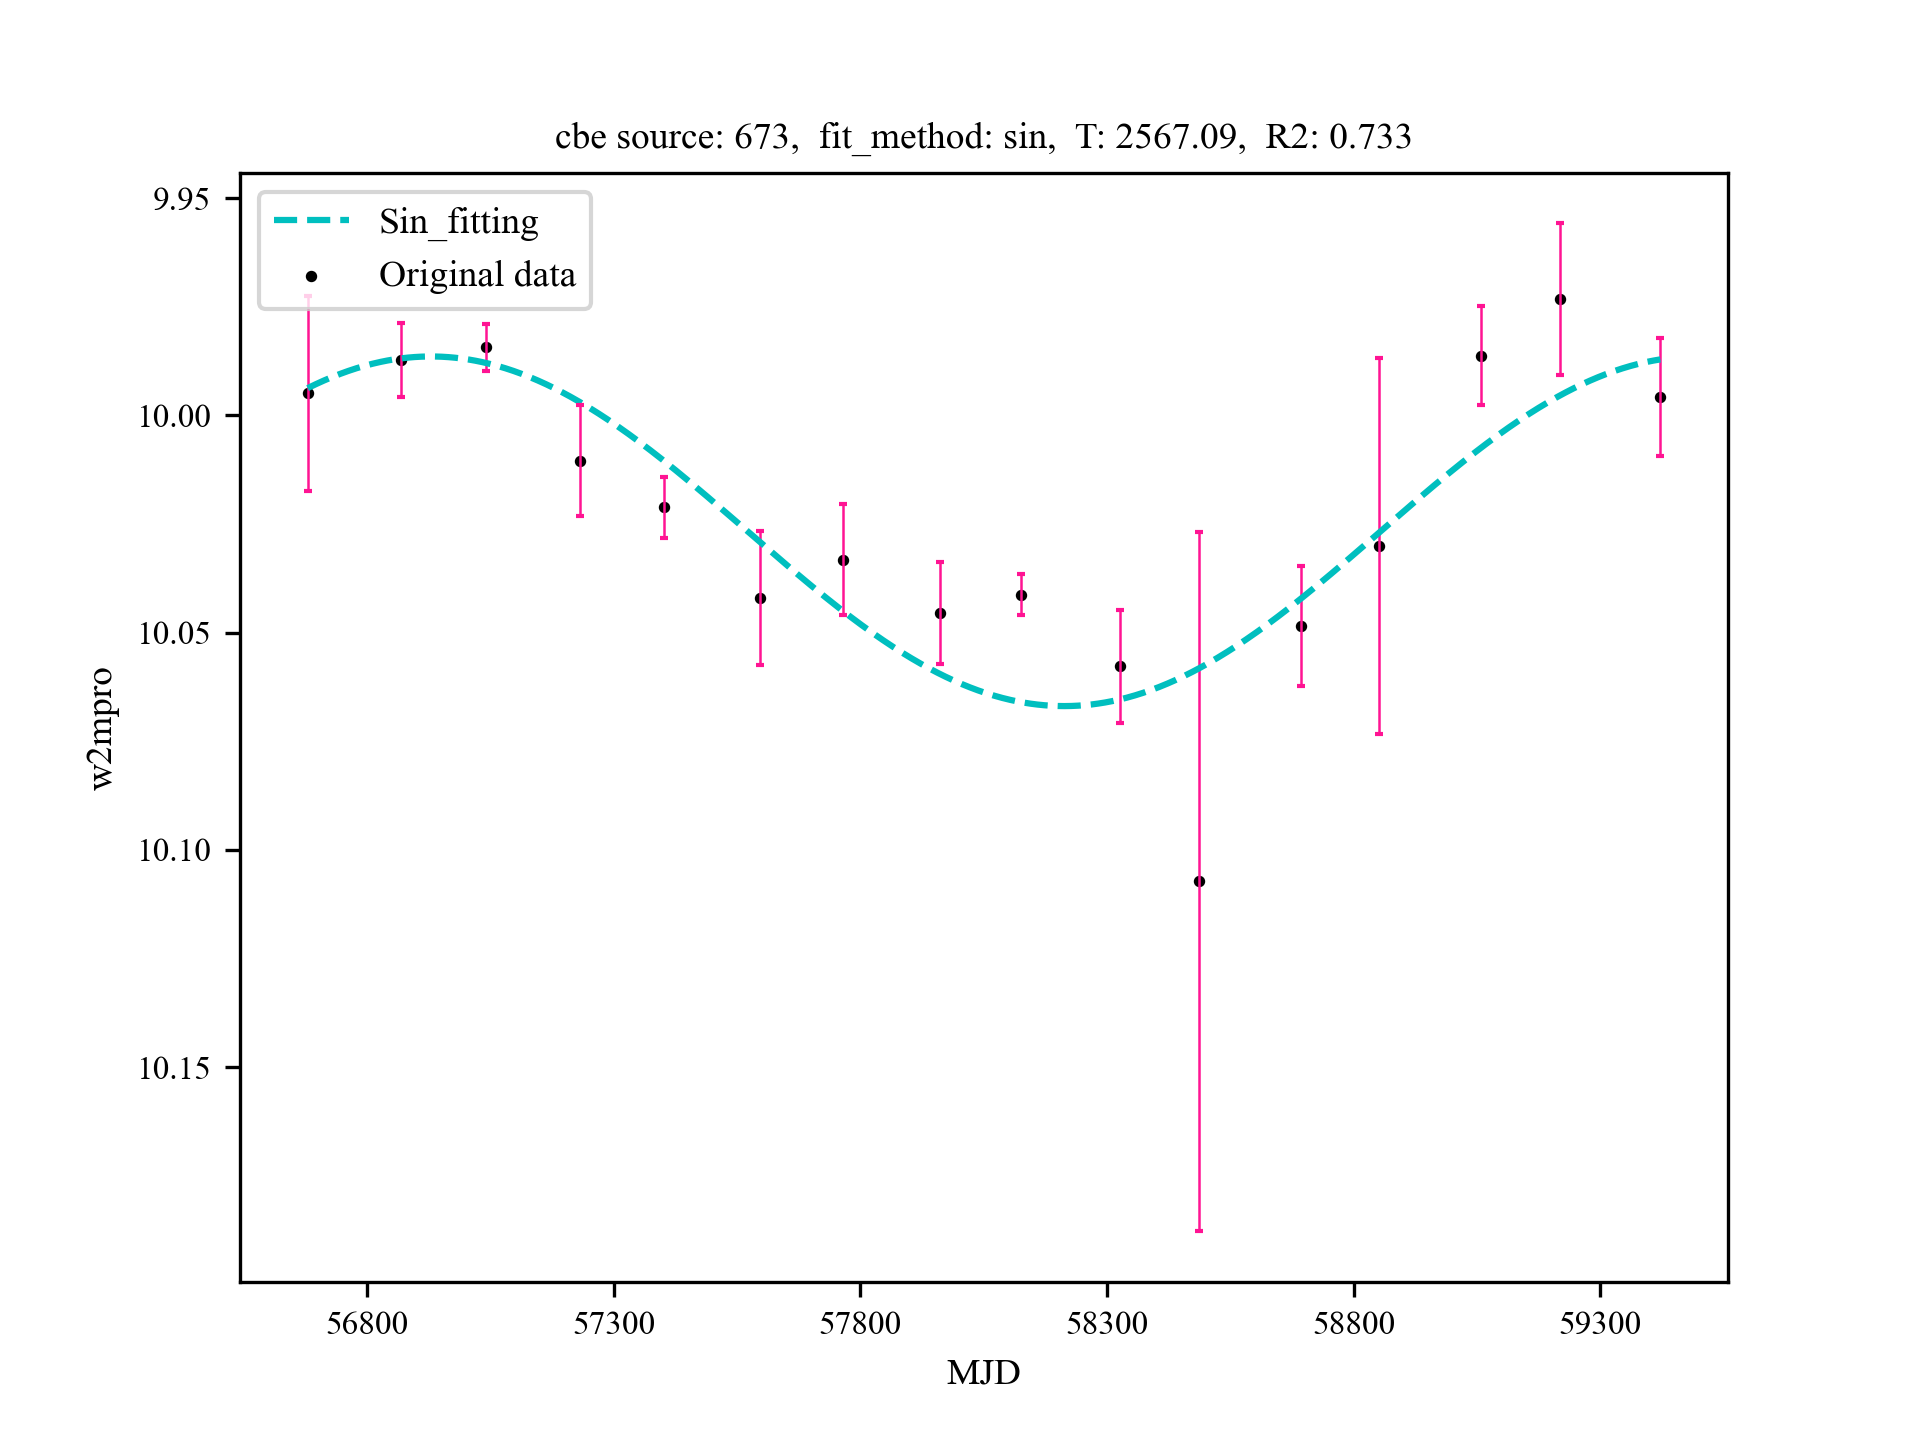 cbe source: 673,  fit_method: sin,  T: 2567.09,  R2: 0.733
Sin_fitting
Original data
9.95
10.00
10.05
10.10
10.15
w2mpro
56800 57300 57800 58300 58800 59300
MJD